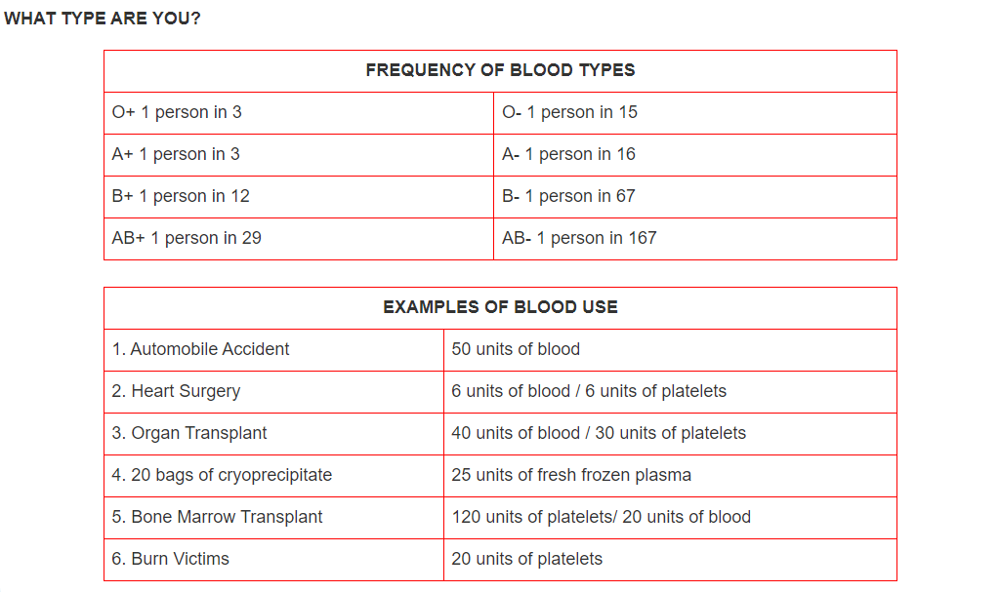 WHAT TYPE ARE YOU?
FREQUENCY OF BLOOD TYPES
O+ 1 person in 3
O- 1 person in 15
A+ 1 person in 3
A- 1 person in 16
B+ 1 person in 12
B- 1 person in 67
AB+ 1 person in 29
AB- 1 person in 167
EXAMPLES OF BLOOD USE
1. Automobile Accident
50 units of blood
2. Heart Surgery
6 units of blood / 6 units of platelets
3. Organ Transplant
40 units of blood / 30 units of platelets
4. 20 bags of cryoprecipitate
25 units of fresh frozen plasma
5. Bone Marrow Transplant
120 units of platelets/ 20 units of blood
6. Burn Victims
20 units of platelets